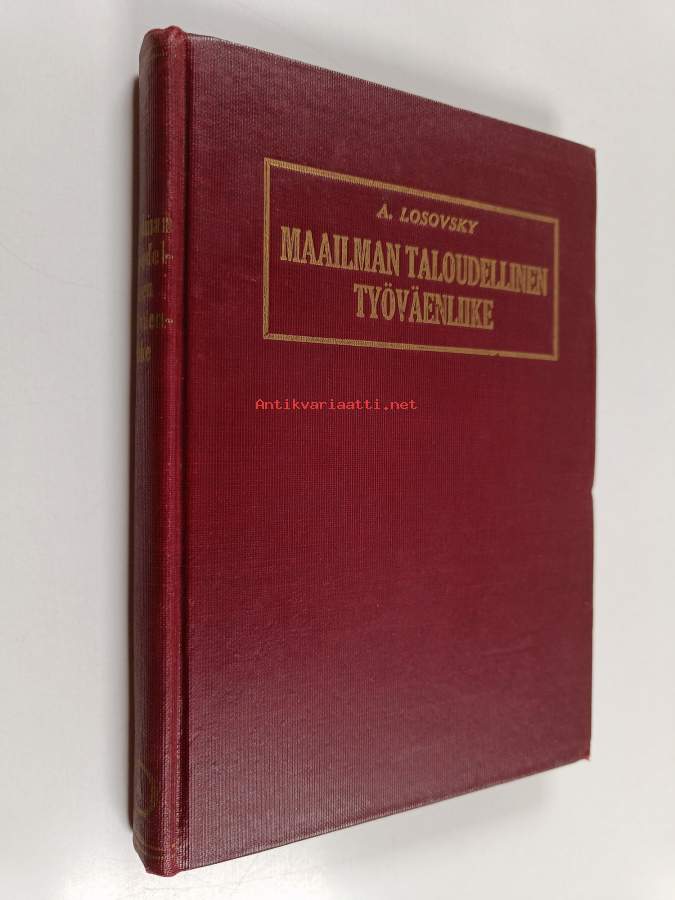 A. LOSOVSKY
MAAILMAN TALOUDELLINEN
TYÖVÄENLIIKE
Antikvariaatti.net